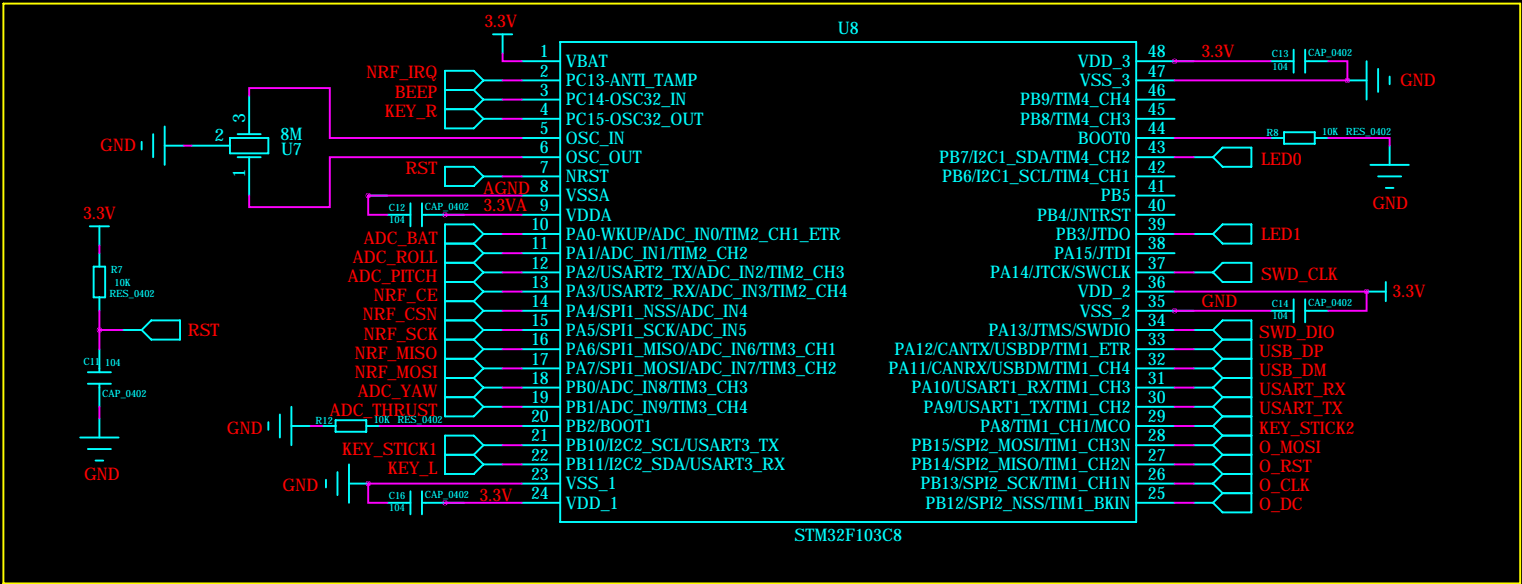 U8
3.3V
1
VBAT
NRF_IRQ
2
PC13-ANTI_TAMP
BEEP
3
PC14-OSC32_IN
KEY_R
4
PC15-OSC32_OUT
5
OSC_IN
6
OSC_OUT
RST
7
NRST
AGND
8
VSSA
C12
104
CAP_0402
3.3VA
9
VDDA
ADC_BAT
10
PA0-WKUP/ADC_IN0/TIM2_CH1_ETR
ADC_ROLL
11
PA1/ADC_IN1/TIM2_CH2
ADC_PITCH
12
PA2/USART2_TX/ADC_IN2/TIM2_CH3
NRF_CE
13
PA3/USART2_RX/ADC_IN3/TIM2_CH4
NRF_CSN
14
PA4/SPI1_NSS/ADC_IN4
NRF_SCK
15
PA5/SPI1_SCK/ADC_IN5
NRF_MISO
16
PA6/SPI1_MISO/ADC_IN6/TIM3_CH1
NRF_MOSI
17
PA7/SPI1_MOSI/ADC_IN7/TIM3_CH2
ADC_YAW
18
PB0/ADC_IN8/TIM3_CH3
ADC_THRUST
19
PB1/ADC_IN9/TIM3_CH4
GND
R12
10K RES_0402
20
PB2/BOOT1
KEY_STICK1
21
PB10/I2C2_SCL/USART3_TX
KEY_L
22
PB11/I2C2_SDA/USART3_RX
GND
23
VSS_1
C16
104
CAP_0402
3.3V
24
VDD_1
GND
2
3
1
8M
U7
3.3V
R7
10K
RES_0402
RST
C11 104
CAP_0402
GND
48
VDD_3
3.3V
C13
104
CAP_0402
47
VSS_3
GND
46
PB9/TIM4_CH4
45
PB8/TIM4_CH3
44
BOOT0
R8
10K RES_0402
GND
43
PB7/I2C1_SDA/TIM4_CH2
LED0
42
PB6/I2C1_SCL/TIM4_CH1
41
PB5
40
PB4/JNTRST
39
PB3/JTDO
LED1
38
PA15/JTDI
37
PA14/JTCK/SWCLK
SWD_CLK
36
VDD_2
3.3V
35
VSS_2
GND
C14
104
CAP_0402
34
PA13/JTMS/SWDIO
SWD_DIO
33
PA12/CANTX/USBDP/TIM1_ETR
USB_DP
32
PA11/CANRX/USBDM/TIM1_CH4
USB_DM
31
PA10/USART1_RX/TIM1_CH3
USART_RX
30
PA9/USART1_TX/TIM1_CH2
USART_TX
29
PA8/TIM1_CH1/MCO
KEY_STICK2
28
PB15/SPI2_MOSI/TIM1_CH3N
O_MOSI
27
PB14/SPI2_MISO/TIM1_CH2N
O_RST
26
PB13/SPI2_SCK/TIM1_CH1N
O_CLK
25
PB12/SPI2_NSS/TIM1_BKIN
O_DC
STM32F103C8